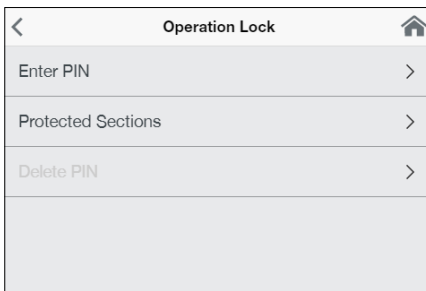 Operation Lock
Enter PIN
Protected Sections
Delete PIN